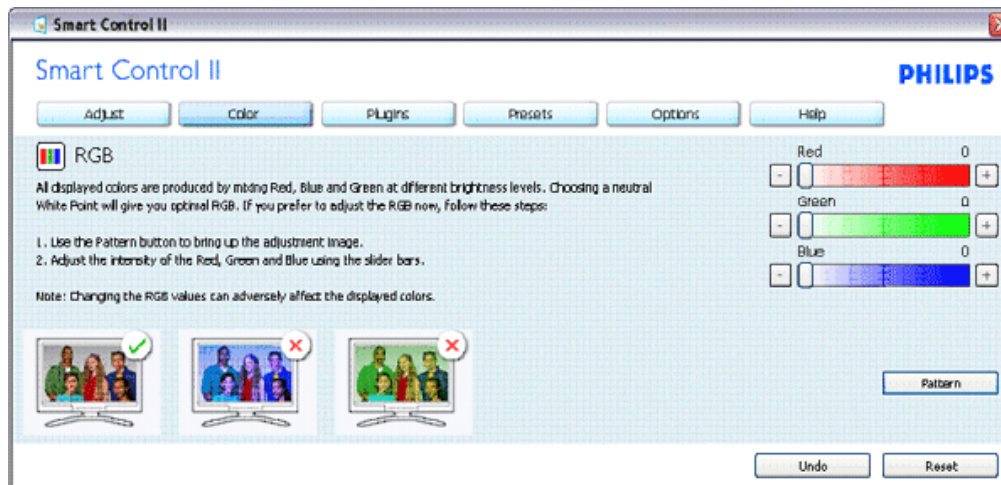 Smart Control II
Smart Control II
PHILIPS
Adjust Color Plugins Presets Options Help
RGB
All displayed colors are produced by mixing Red, Blue and Green at different brightness levels. Choosing a neutral
White Point will give you optimal RGB. If you prefer to adjust the RGB now, follow these steps:
1. Use the Pattern button to bring up the adjustment image.
2. Adjust the intensity of the Red, Green and Blue using the slider bars.
Note: Changing the RGB values can adversely affect the displayed colors.
Red 0
- +
Green 0
- +
Blue 0
- +
Pattern
Undo Reset